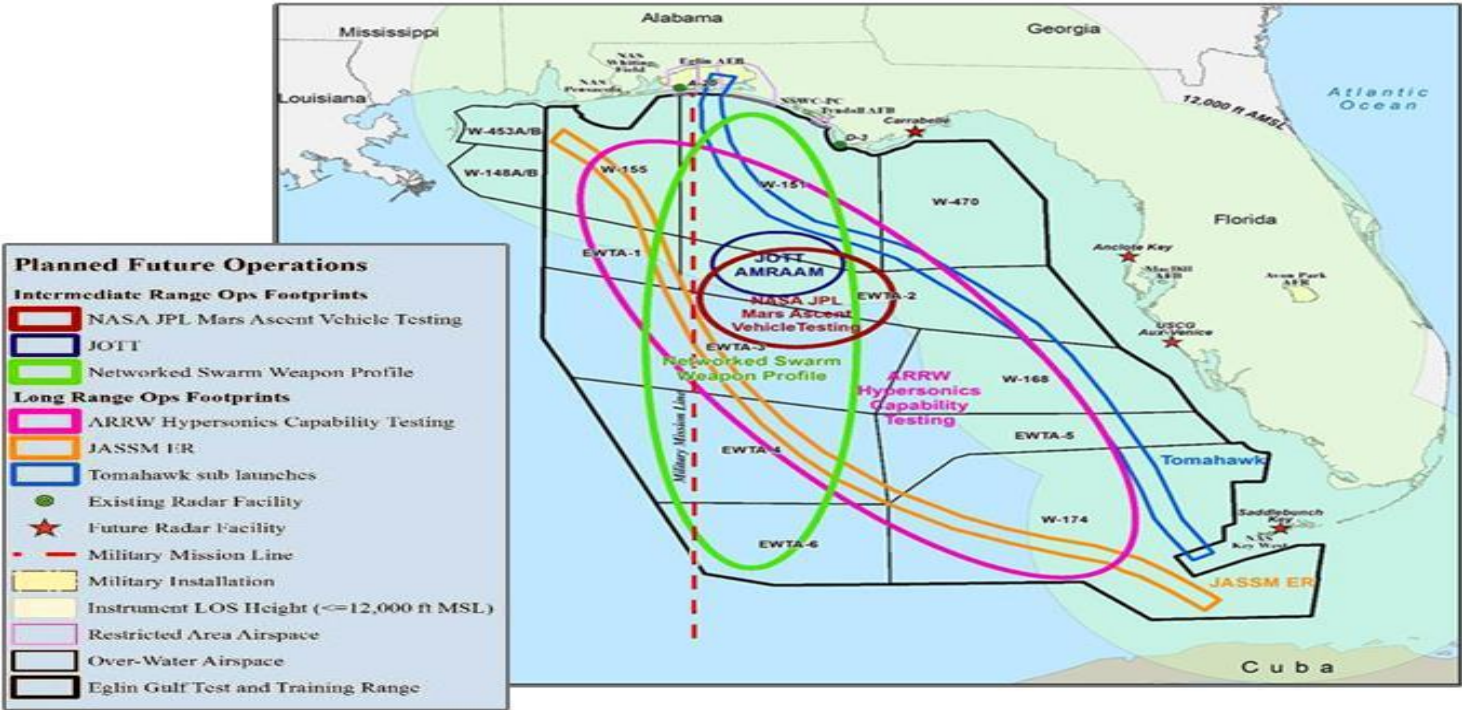 Mississippi
Alabama
Georgia
Louisiana
NAS
Whiting
Field
Eglin AFB
NAS
Pensacola
NSWC-PC
Tyndall AFB
Carrabelle
D-3
12,000 ft AMSL
Atlantic
Ocean
W-453A/B
W-148A/B
W-155
W-151
W-470
Florida
EWTA-1
JOTT
AMRAAM
EWTA-2
NASA JPL
Mars Ascent
VehicleTesting
Anclote Key
MacDill
AFB
Avon Park
AFR
USCG
Aux-Venice
EWTA-3
Networked Swarm
Weapon Profile
ARRW
Hypersonics
Capability
Testing
W-168
Military Mission Line
EWTA-4
EWTA-5
Tomahawk
W-174
Saddlebunch
Key
NAS
Key West
EWTA-6
JASSM ER
Cuba
Planned Future Operations
Intermediate Range Ops Footprints
NASA JPL Mars Ascent Vehicle Testing
JOTT
Networked Swarm Weapon Profile
Long Range Ops Footprints
ARRW Hypersonics Capability Testing
JASSM ER
Tomahawk sub launches
Existing Radar Facility
Future Radar Facility
Military Mission Line
Military Installation
Instrument LOS Height (<=12,000 ft MSL)
Restricted Area Airspace
Over-Water Airspace
Eglin Gulf Test and Training Range